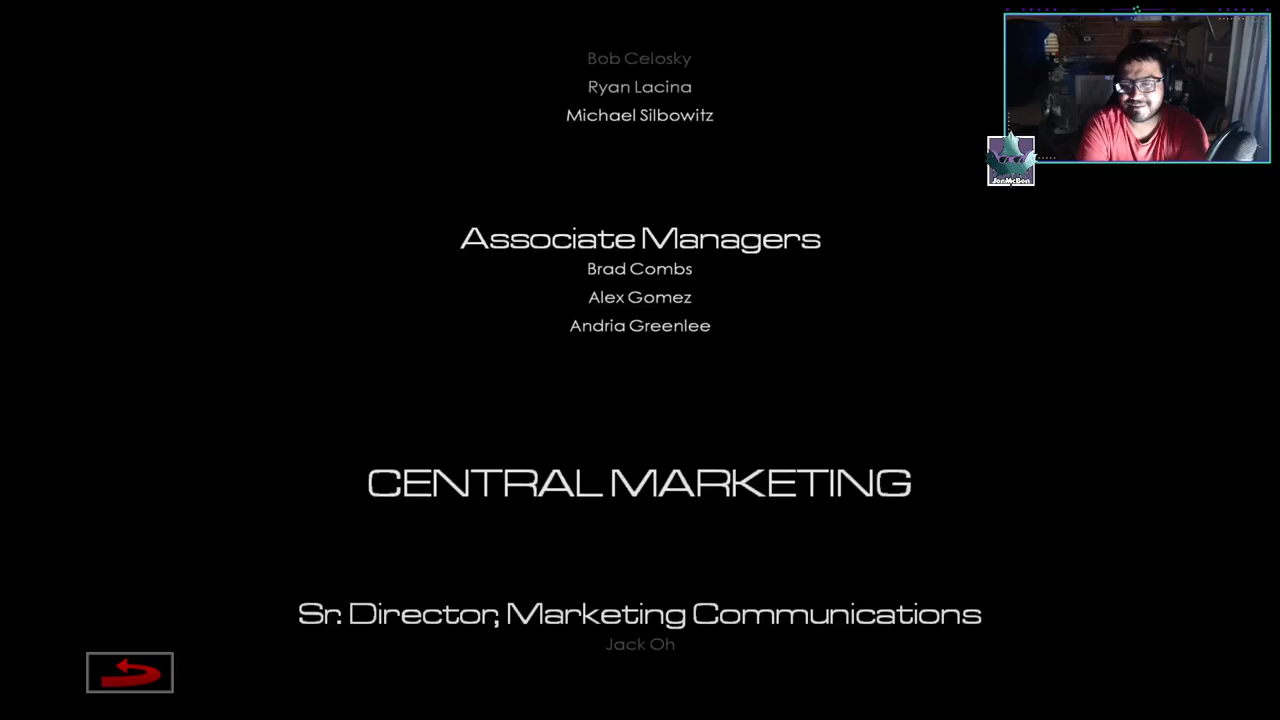 Bob Celosky
Ryan Lacina
Michael Silbowitz
JonMcBon
Associate Managers
Brad Combs
Alex Gomez
Andria Greenlee
CENTRAL MARKETING
Sr. Director, Marketing Communications
Jack Oh